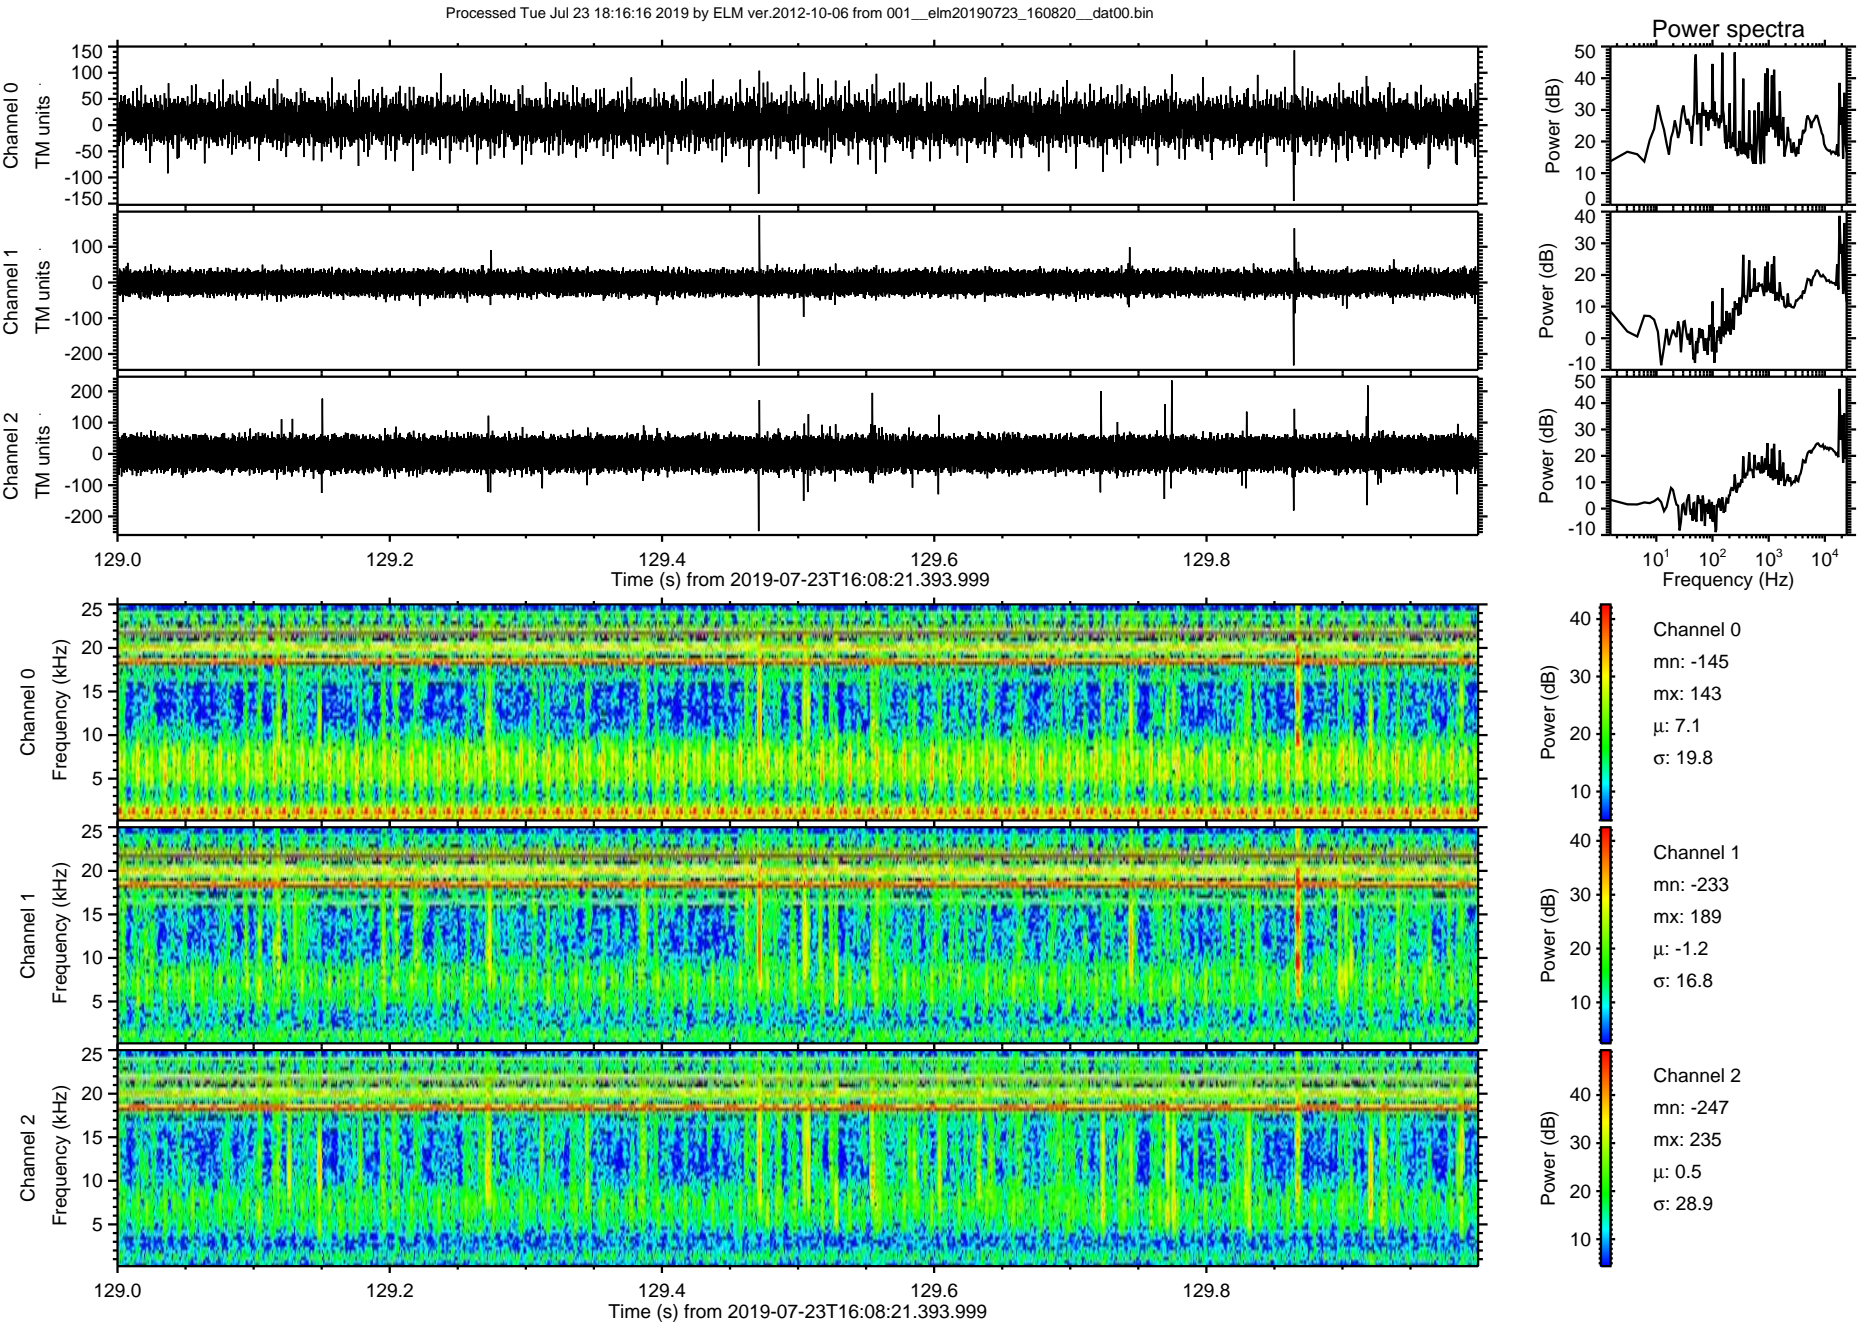 Processed Tue Jul 23 18:16:16 2019 by ELM ver.2012-10-06 from 001__elm20190723_160820__dat00.bin
Power spectra
Channel 0
TM units
150
100
50
0
-50
-100
-150
Power (dB)
50
40
30
20
10
0
Channel 1
TM units
100
0
-100
-200
Power (dB)
40
30
20
10
0
-10
Channel 2
TM units
200
100
0
-100
-200
Power (dB)
50
40
30
20
10
0
-10
129.0 129.2 129.4 129.6 129.8
Time (s) from 2019-07-23T16:08:21.393.999
10^1 10^2 10^3 10^4
Frequency (Hz)
Channel 0
Frequency (kHz)
25
20
15
10
5
Power (dB)
40
30
20
10
Channel 0
mn: -145
mx: 143
μ: 7.1
σ: 19.8
Channel 1
Frequency (kHz)
25
20
15
10
5
Power (dB)
40
30
20
10
Channel 1
mn: -233
mx: 189
μ: -1.2
σ: 16.8
Channel 2
Frequency (kHz)
25
20
15
10
5
Power (dB)
40
30
20
10
Channel 2
mn: -247
mx: 235
μ: 0.5
σ: 28.9
129.0 129.2 129.4 129.6 129.8
Time (s) from 2019-07-23T16:08:21.393.999